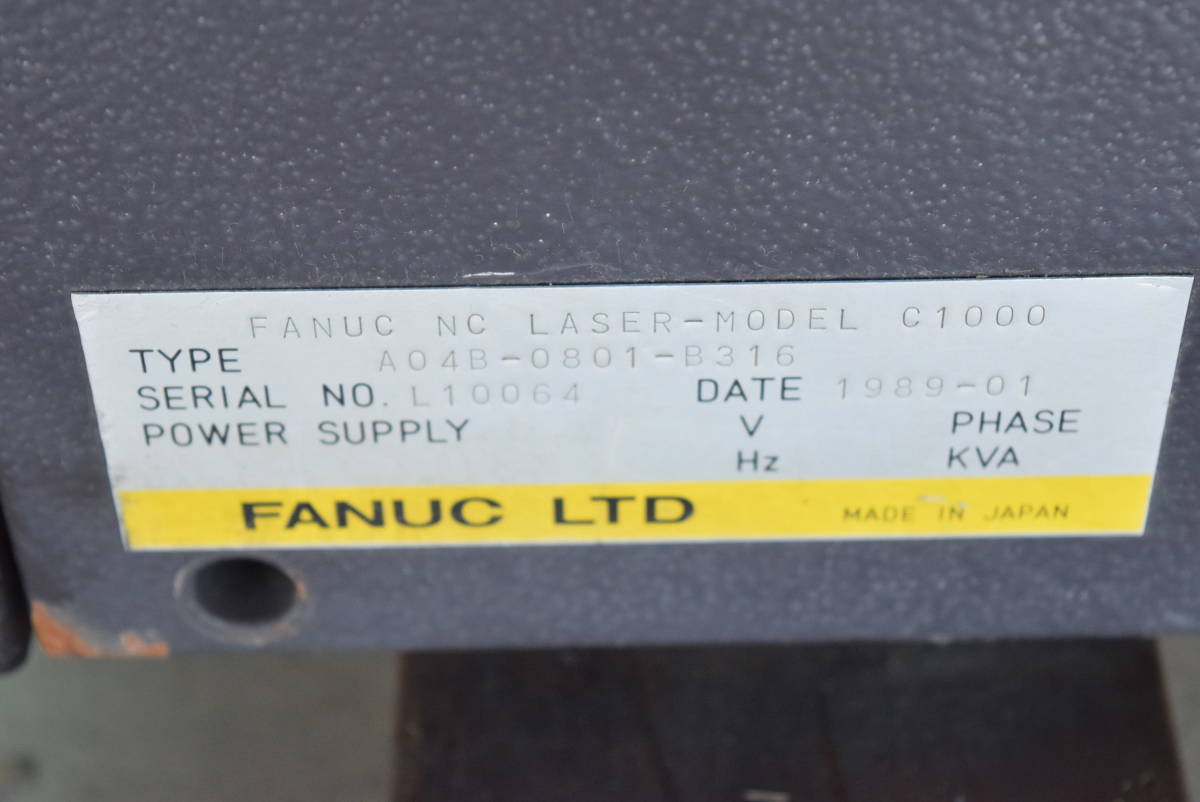 FANUC NC LASER-MODEL C1000
TYPE A04B-0801-B316
SERIAL NO. L10064 DATE 1989-01
POWER SUPPLY V PHASE
Hz KVA
FANUC LTD MADE IN JAPAN